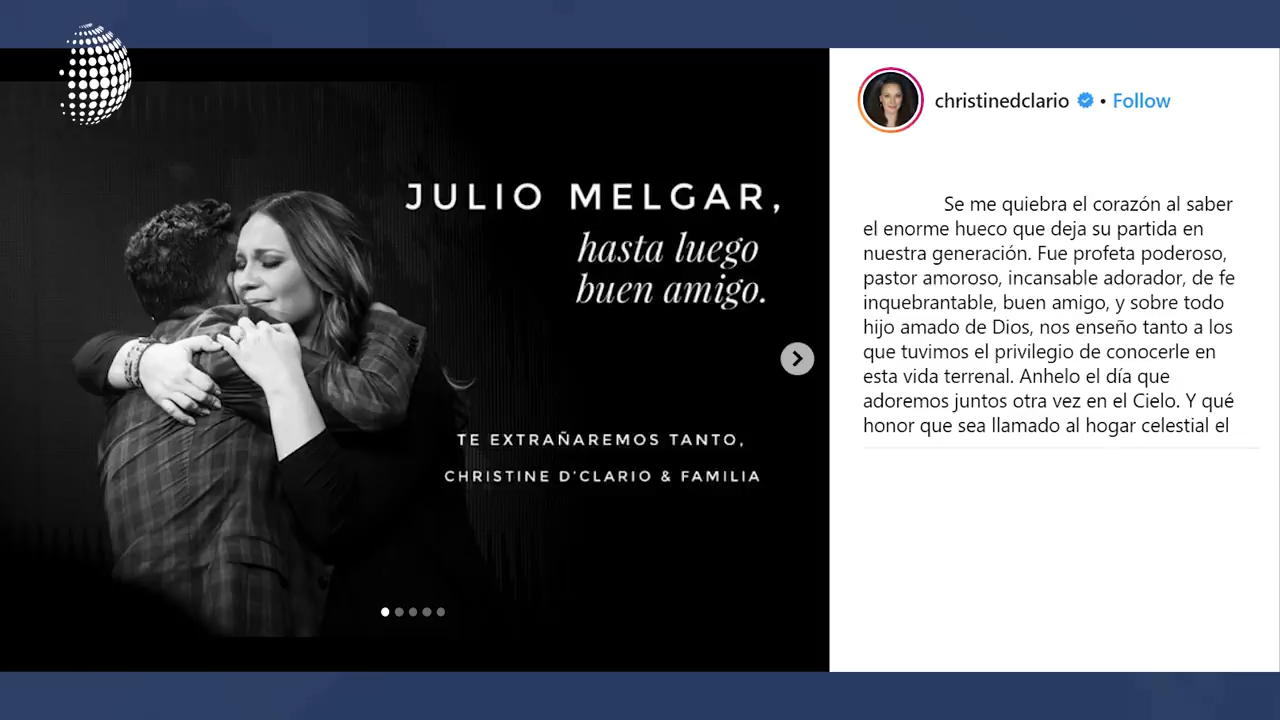 JULIO MELGAR,
hasta luego
buen amigo.
TE EXTRAÑAREMOS TANTO,
CHRISTINE D'CLARIO & FAMILIA
christinedclario • Follow
Se me quiebra el corazón al saber
el enorme hueco que deja su partida en
nuestra generación. Fue profeta poderoso,
pastor amoroso, incansable adorador, de fe
inquebrantable, buen amigo, y sobre todo
hijo amado de Dios, nos enseño tanto a los
que tuvimos el privilegio de conocerle en
esta vida terrenal. Anhelo el día que
adoremos juntos otra vez en el Cielo. Y qué
honor que sea llamado al hogar celestial el